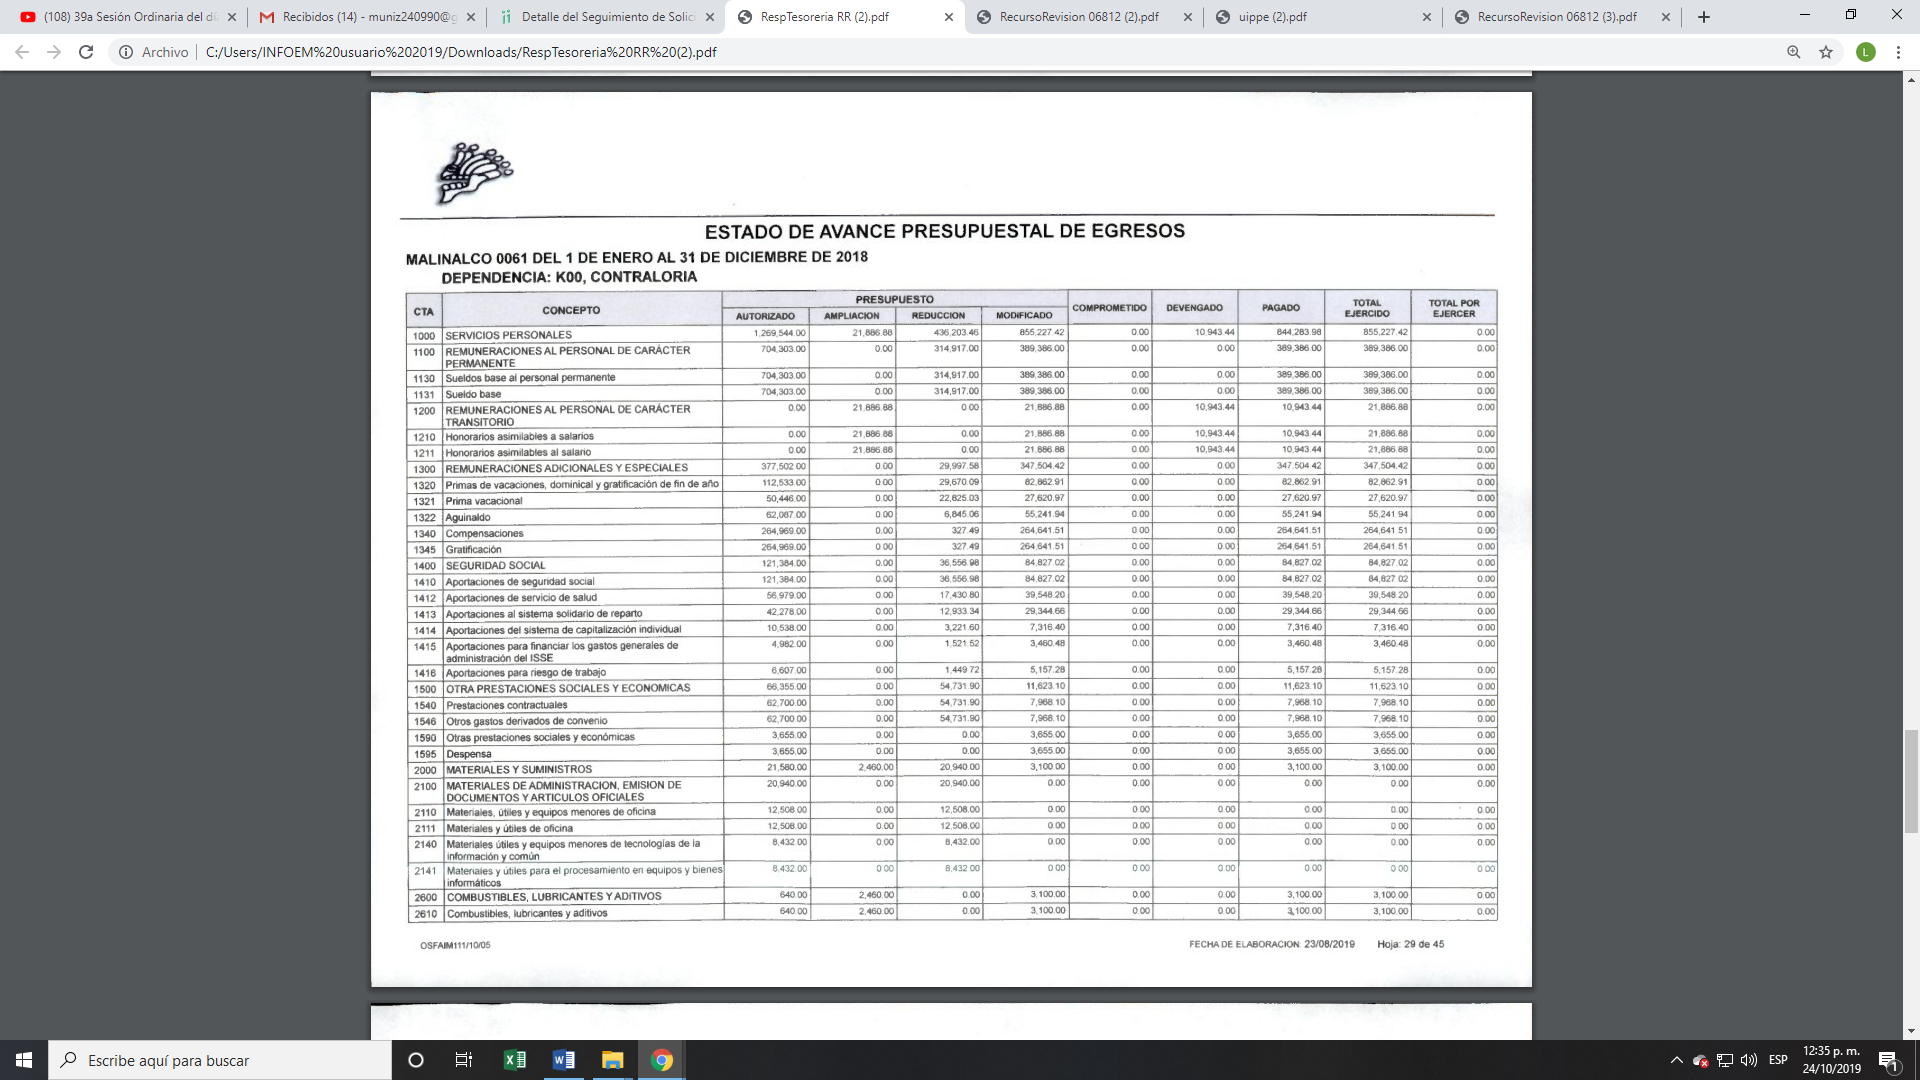 (108) 39a Sesión Ordinaria del dí
Recibidos (14) - muniz240990@g
Detalle del Seguimiento de Solici
RespTesoreria RR (2).pdf
RecursoRevision 06812 (2).pdf
uippe (2).pdf
RecursoRevision 06812 (3).pdf
Archivo | C:/Users/INFOEM%20usuario%202019/Downloads/RespTesoreria%20RR%20(2).pdf
L
ESTADO DE AVANCE PRESUPUESTAL DE EGRESOS
MALINALCO 0061 DEL 1 DE ENERO AL 31 DE DICIEMBRE DE 2018
DEPENDENCIA: K00, CONTRALORIA
CTA CONCEPTO PRESUPUESTO COMPROMETIDO DEVENGADO PAGADO TOTAL EJERCIDO TOTAL POR EJERCER
AUTORIZADO AMPLIACION REDUCCION MODIFICADO
1000 SERVICIOS PERSONALES 1,269,544.00 21,886.88 436,203.46 855,227.42 0.00 10,943.44 844,283.98 855,227.42 0.00
1100 REMUNERACIONES AL PERSONAL DE CARÁCTER 704,303.00 0.00 314,917.00 389,386.00 0.00 0.00 389,386.00 389,386.00 0.00
PERMANENTE
1130 Sueldos base al personal permanente 704,303.00 0.00 314,917.00 389,386.00 0.00 0.00 389,386.00 389,386.00 0.00
1131 Sueldo base 704,303.00 0.00 314,917.00 389,386.00 0.00 0.00 389,386.00 389,386.00 0.00
1200 REMUNERACIONES AL PERSONAL DE CARÁCTER 0.00 21,886.88 0.00 21,886.88 0.00 10,943.44 10,943.44 21,886.88 0.00
TRANSITORIO
1210 Honorarios asimilables a salarios 0.00 21,886.88 0.00 21,886.88 0.00 10,943.44 10,943.44 21,886.88 0.00
1211 Honorarios asimilables al salario 0.00 21,886.88 0.00 21,886.88 0.00 10,943.44 10,943.44 21,886.88 0.00
1300 REMUNERACIONES ADICIONALES Y ESPECIALES 377,502.00 0.00 29,997.58 347,504.42 0.00 0.00 347,504.42 347,504.42 0.00
1320 Primas de vacaciones, dominical y gratificación de fin de año 112,533.00 0.00 29,670.09 82,862.91 0.00 0.00 82,862.91 82,862.91 0.00
1321 Prima vacacional 50,446.00 0.00 22,825.03 27,620.97 0.00 0.00 27,620.97 27,620.97 0.00
1322 Aguinaldo 62,087.00 0.00 6,845.06 55,241.94 0.00 0.00 55,241.94 55,241.94 0.00
1340 Compensaciones 264,969.00 0.00 327.49 264,641.51 0.00 0.00 264,641.51 264,641.51 0.00
1345 Gratificación 264,969.00 0.00 327.49 264,641.51 0.00 0.00 264,641.51 264,641.51 0.00
1400 SEGURIDAD SOCIAL 121,384.00 0.00 36,556.98 84,827.02 0.00 0.00 84,827.02 84,827.02 0.00
1410 Aportaciones de seguridad social 121,384.00 0.00 36,556.98 84,827.02 0.00 0.00 84,827.02 84,827.02 0.00
1412 Aportaciones de servicio de salud 56,979.00 0.00 17,430.80 39,548.20 0.00 0.00 39,548.20 39,548.20 0.00
1413 Aportaciones al sistema solidario de reparto 42,278.00 0.00 12,933.34 29,344.66 0.00 0.00 29,344.66 29,344.66 0.00
1414 Aportaciones del sistema de capitalización individual 10,538.00 0.00 3,221.60 7,316.40 0.00 0.00 7,316.40 7,316.40 0.00
1415 Aportaciones para financiar los gastos generales de 4,982.00 0.00 1,521.52 3,460.48 0.00 0.00 3,460.48 3,460.48 0.00
administración del ISSE
1416 Aportaciones para riesgo de trabajo 6,607.00 0.00 1,449.72 5,157.28 0.00 0.00 5,157.28 5,157.28 0.00
1500 OTRA PRESTACIONES SOCIALES Y ECONOMICAS 66,355.00 0.00 54,731.90 11,623.10 0.00 0.00 11,623.10 11,623.10 0.00
1540 Prestaciones contractuales 62,700.00 0.00 54,731.90 7,968.10 0.00 0.00 7,968.10 7,968.10 0.00
1546 Otros gastos derivados de convenio 62,700.00 0.00 54,731.90 7,968.10 0.00 0.00 7,968.10 7,968.10 0.00
1590 Otras prestaciones sociales y económicas 3,655.00 0.00 0.00 3,655.00 0.00 0.00 3,655.00 3,655.00 0.00
1595 Despensa 3,655.00 0.00 0.00 3,655.00 0.00 0.00 3,655.00 3,655.00 0.00
2000 MATERIALES Y SUMINISTROS 21,580.00 2,460.00 20,940.00 3,100.00 0.00 0.00 3,100.00 3,100.00 0.00
2100 MATERIALES DE ADMINISTRACION, EMISION DE 20,940.00 0.00 20,940.00 0.00 0.00 0.00 0.00 0.00 0.00
DOCUMENTOS Y ARTICULOS OFICIALES
2110 Materiales, útiles y equipos menores de oficina 12,508.00 0.00 12,508.00 0.00 0.00 0.00 0.00 0.00 0.00
2111 Materiales y útiles de oficina 12,508.00 0.00 12,508.00 0.00 0.00 0.00 0.00 0.00 0.00
2140 Materiales útiles y equipos menores de tecnologías de la 8,432.00 0.00 8,432.00 0.00 0.00 0.00 0.00 0.00 0.00
información y común
2141 Materiales y útiles para el procesamiento en equipos y bienes 8,432.00 0.00 8,432.00 0.00 0.00 0.00 0.00 0.00 0.00
informáticos
2600 COMBUSTIBLES, LUBRICANTES Y ADITIVOS 640.00 2,460.00 0.00 3,100.00 0.00 0.00 3,100.00 3,100.00 0.00
2610 Combustibles, lubricantes y aditivos 640.00 2,460.00 0.00 3,100.00 0.00 0.00 3,100.00 3,100.00 0.00
OSFAIM111/10/05 FECHA DE ELABORACION: 23/08/2019 Hoja: 29 de 45
Escribe aquí para buscar
ESP
12:35 p. m.
24/10/2019
1